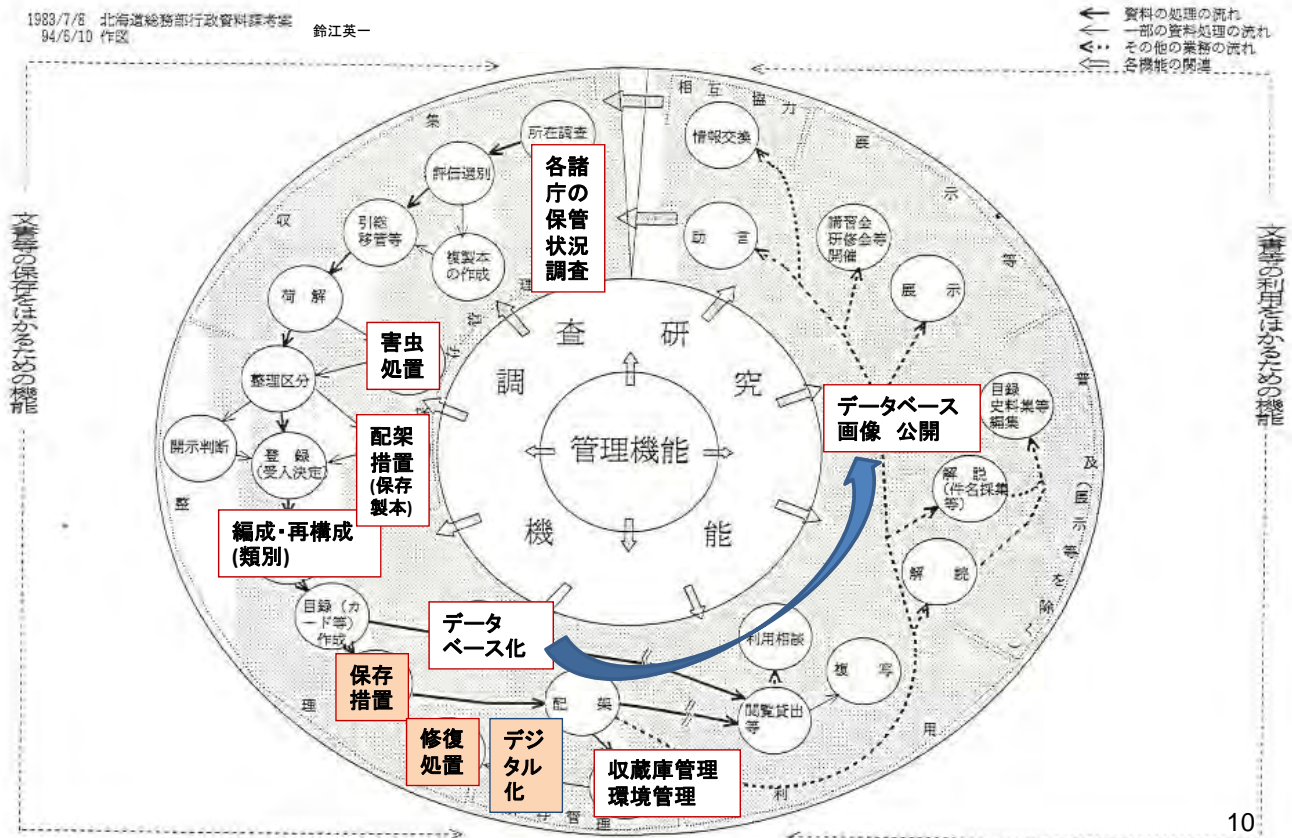 1983/7/8 北海道総務部行政資料課考案
94/6/10 作図
鈴江英一
資料の処理の流れ
一部の資料処理の流れ
その他の業務の流れ
各機能の関連
文書等の保存をはかるための機能
文書等の利用をはかるための機能
収集
整理
保存管理
相互協力
展示等
普及(展示等を除く)
利用
所在調査
評価選別
引継
移管等
複製本
の作成
荷解
整理区分
開示判断
登録
(受入決定)
目録(カ
ード等)
作成
配架
各諸
庁の
保管
状況
調査
害虫
処置
配架
措置
(保存
製本)
編成・再構成
(類別)
データ
ベース化
保存
措置
修復
処置
デジ
タル
化
収蔵庫管理
環境管理
調査研究機能
管理機能
情報交換
助言
講習会
研修会等
開催
展示
データベース
画像 公開
目録
史料集等
編集
解説
(件名採集
等)
解読
利用相談
閲覧貸出
等
複写
10